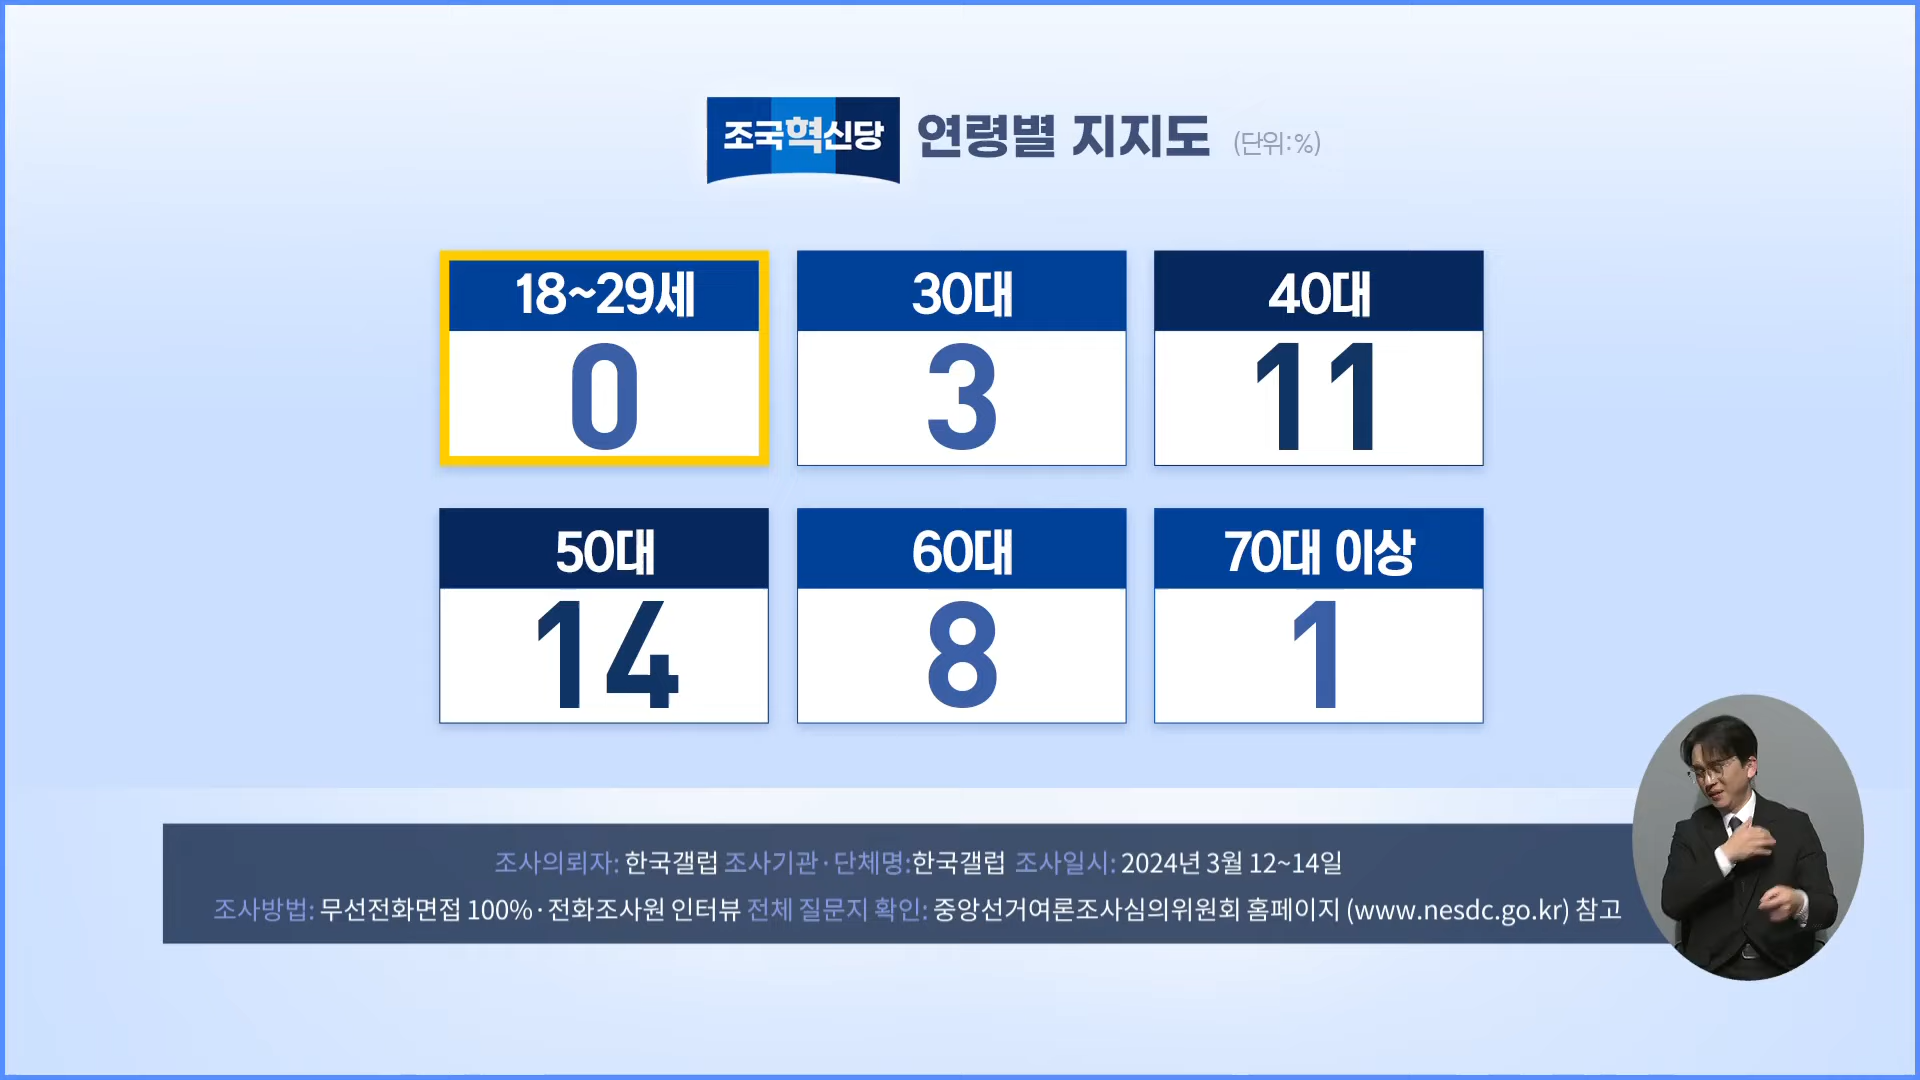 조국혁신당 연령별 지지도 (단위:%)
18~29세 30대 40대
0 3 11
50대 60대 70대 이상
14 8 1
조사의뢰자: 한국갤럽 조사기관·단체명:한국갤럽 조사일시: 2024년 3월 12~14일
조사방법: 무선전화면접 100%·전화조사원 인터뷰 전체 질문지 확인: 중앙선거여론조사심의위원회 홈페이지 (www.nesdc.go.kr) 참고